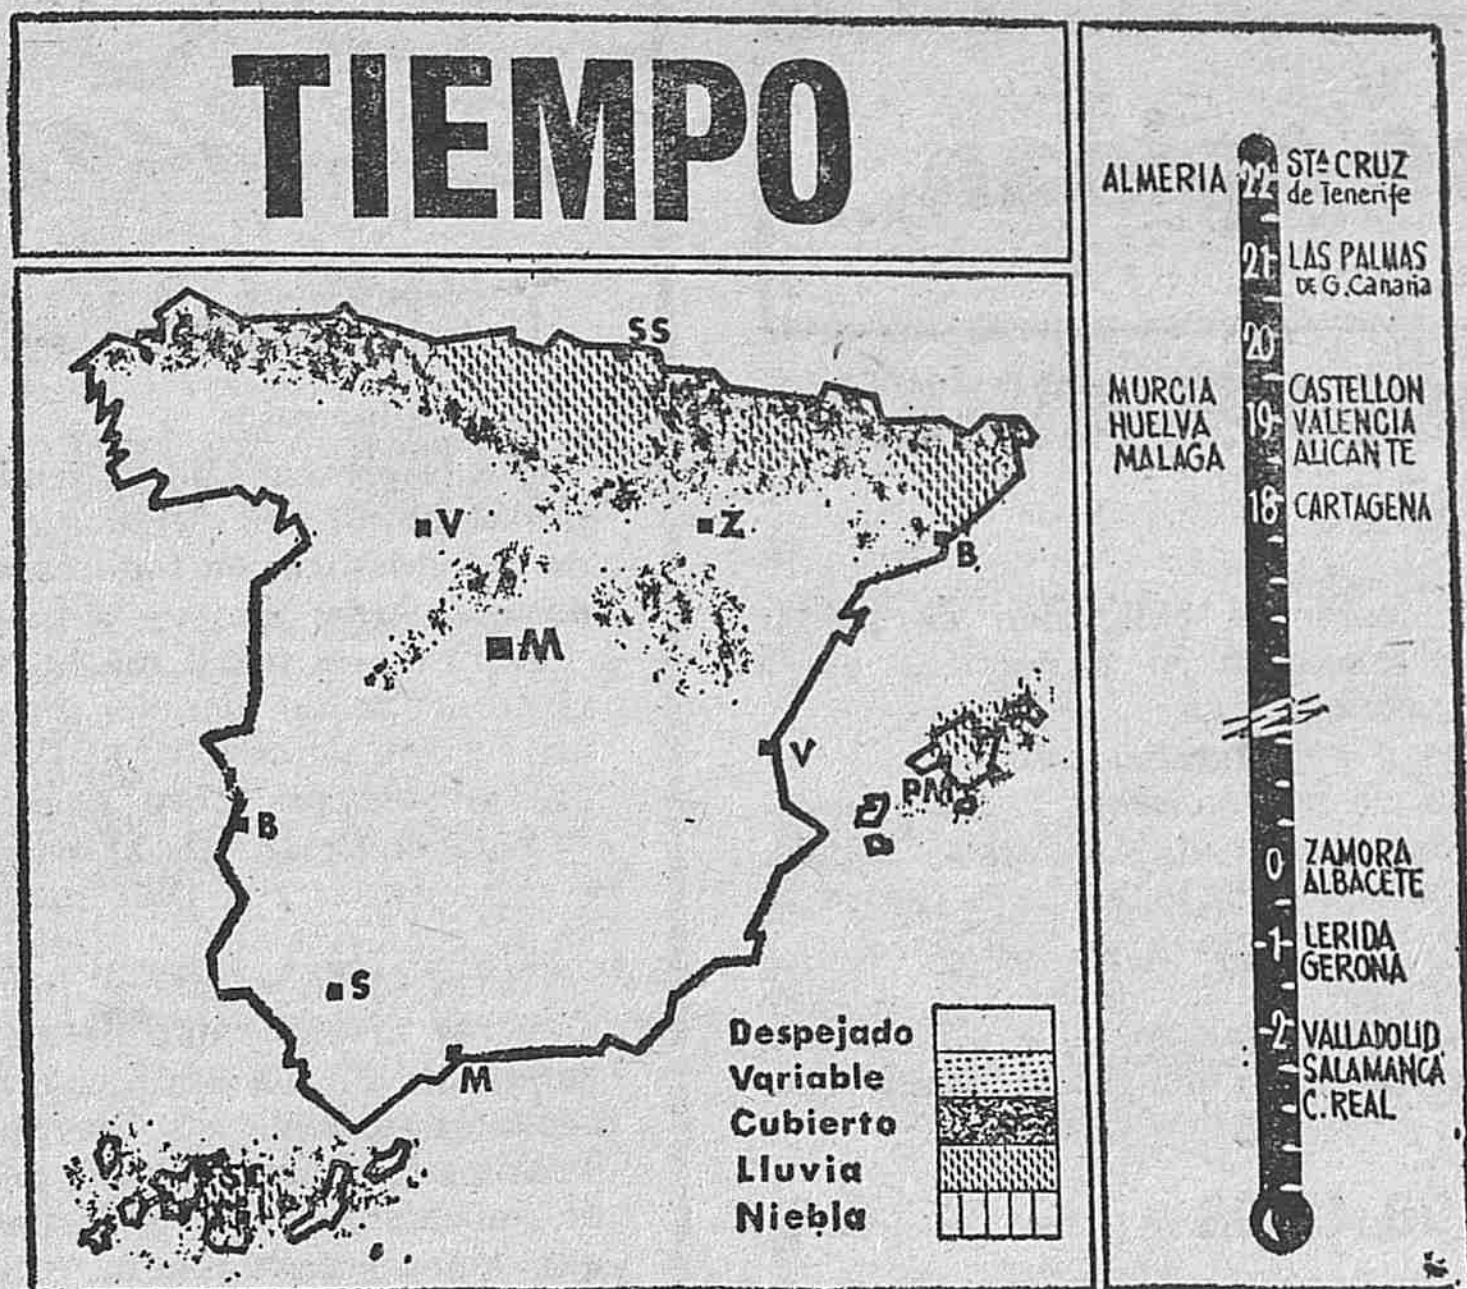 TIEMPO
SS
V
Z
B
M
V
PM
B
S
M
Despejado
Variable
Cubierto
Lluvia
Niebla
ALMERIA 22 STA CRUZ
de Tenerife
21 LAS PALMAS
DE G. Canaria
20
MURCIA 19 CASTELLON
HUELVA VALENCIA
MALAGA ALICANTE
18 CARTAGENA
0 ZAMORA
ALBACETE
-1 LERIDA
GERONA
-2 VALLADOLID
SALAMANCA
C. REAL